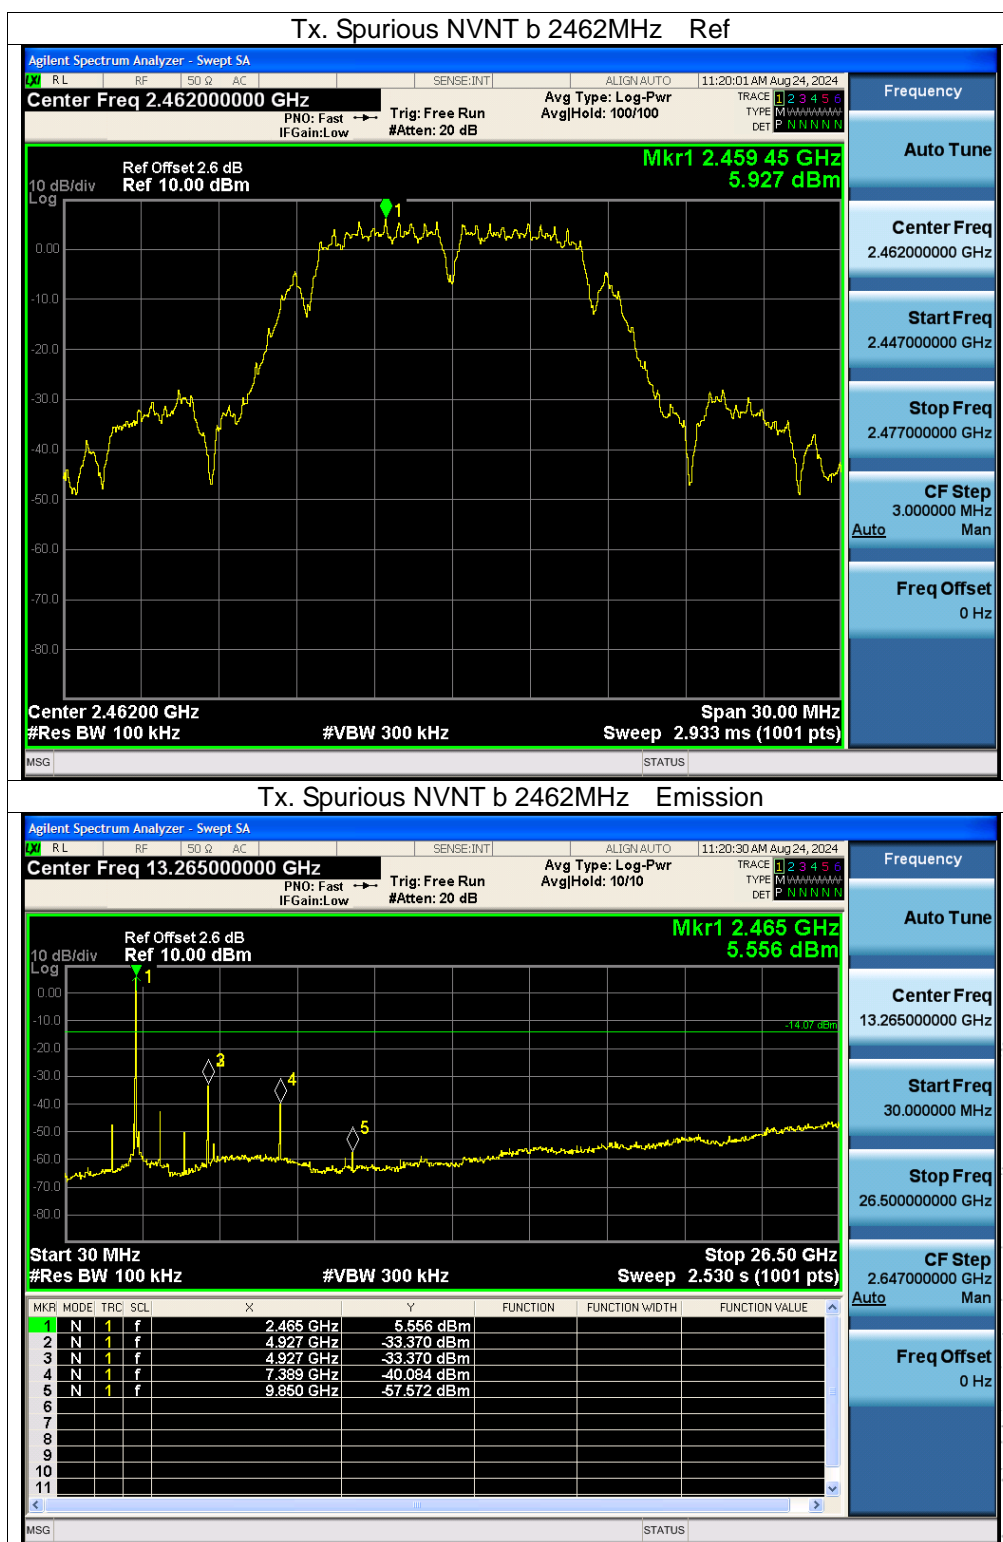 Tx. Spurious NVNT b 2462MHz Ref
Agilent Spectrum Analyzer - Swept SA
LXI RL RF 50 Ω AC SENSE:INT ALIGN AUTO 11:20:01 AM Aug 24, 2024
Center Freq 2.462000000 GHz
PNO: Fast
IFGain:Low
Trig: Free Run
#Atten: 20 dB
Avg Type: Log-Pwr
Avg|Hold: 100/100
TRACE 1 2 3 4 5 6
TYPE M
DET P N N N N N
Mkr1 2.459 45 GHz
5.927 dBm
Ref Offset 2.6 dB
10 dB/div Ref 10.00 dBm
Log
1
0.00
-10.0
-20.0
-30.0
-40.0
-50.0
-60.0
-70.0
-80.0
Center 2.46200 GHz Span 30.00 MHz
#Res BW 100 kHz #VBW 300 kHz Sweep 2.933 ms (1001 pts)
MSG STATUS
Frequency
Auto Tune
Center Freq
2.462000000 GHz
Start Freq
2.447000000 GHz
Stop Freq
2.477000000 GHz
CF Step
3.000000 MHz
Auto Man
Freq Offset
0 Hz
Tx. Spurious NVNT b 2462MHz Emission
Agilent Spectrum Analyzer - Swept SA
LXI RL RF 50 Ω AC SENSE:INT ALIGN AUTO 11:20:30 AM Aug 24, 2024
Center Freq 13.265000000 GHz
PNO: Fast
IFGain:Low
Trig: Free Run
#Atten: 20 dB
Avg Type: Log-Pwr
Avg|Hold: 10/10
TRACE 1 2 3 4 5 6
TYPE M
DET P N N N N N
Mkr1 2.465 GHz
5.556 dBm
Ref Offset 2.6 dB
10 dB/div Ref 10.00 dBm
Log
1
0.00
-10.0
-14.07 dBm
-20.0
3
-30.0
4
-40.0
-50.0
5
-60.0
-70.0
-80.0
Start 30 MHz Stop 26.50 GHz
#Res BW 100 kHz #VBW 300 kHz Sweep 2.530 s (1001 pts)
MKR MODE TRC SCL X Y FUNCTION FUNCTION WIDTH FUNCTION VALUE
1 N 1 f 2.465 GHz 5.556 dBm
2 N 1 f 4.927 GHz -33.370 dBm
3 N 1 f 4.927 GHz -33.370 dBm
4 N 1 f 7.389 GHz -40.084 dBm
5 N 1 f 9.850 GHz -57.572 dBm
6
7
8
9
10
11
MSG STATUS
Frequency
Auto Tune
Center Freq
13.265000000 GHz
Start Freq
30.000000 MHz
Stop Freq
26.500000000 GHz
CF Step
2.647000000 GHz
Auto Man
Freq Offset
0 Hz